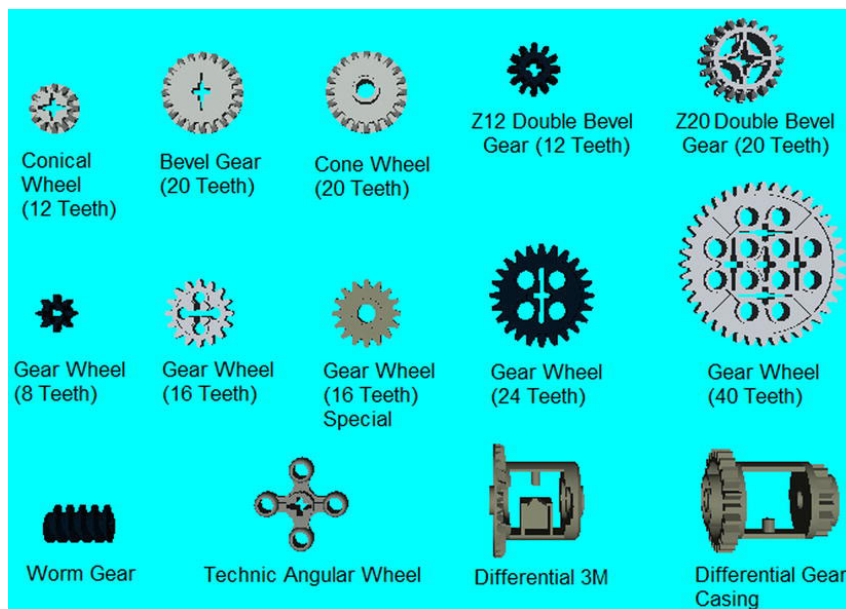 Conical
Wheel
(12 Teeth)
Bevel Gear
(20 Teeth)
Cone Wheel
(20 Teeth)
Z12 Double Bevel
Gear (12 Teeth)
Z20 Double Bevel
Gear (20 Teeth)
Gear Wheel
(8 Teeth)
Gear Wheel
(16 Teeth)
Gear Wheel
(16 Teeth)
Special
Gear Wheel
(24 Teeth)
Gear Wheel
(40 Teeth)
Worm Gear
Technic Angular Wheel
Differential 3M
Differential Gear
Casing